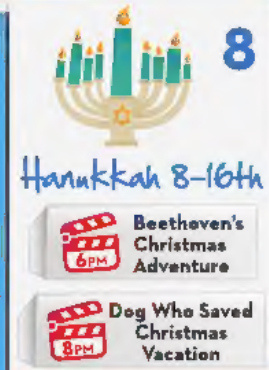 8
Hanukkah 8-16th
6PM
Beethoven's
Christmas
Adventure
8PM
Dog Who Saved
Christmas
Vacation